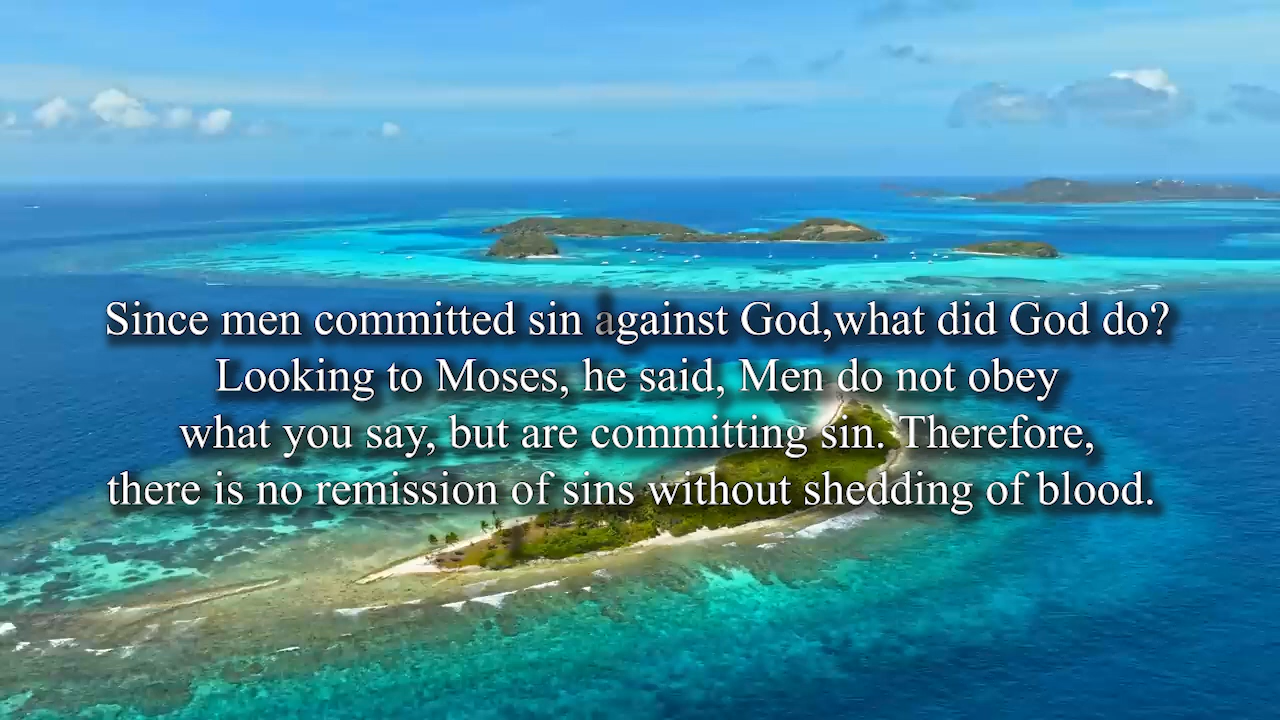 Since men committed sin against God,what did God do?
Looking to Moses, he said, Men do not obey
what you say, but are committing sin. Therefore,
there is no remission of sins without shedding of blood.